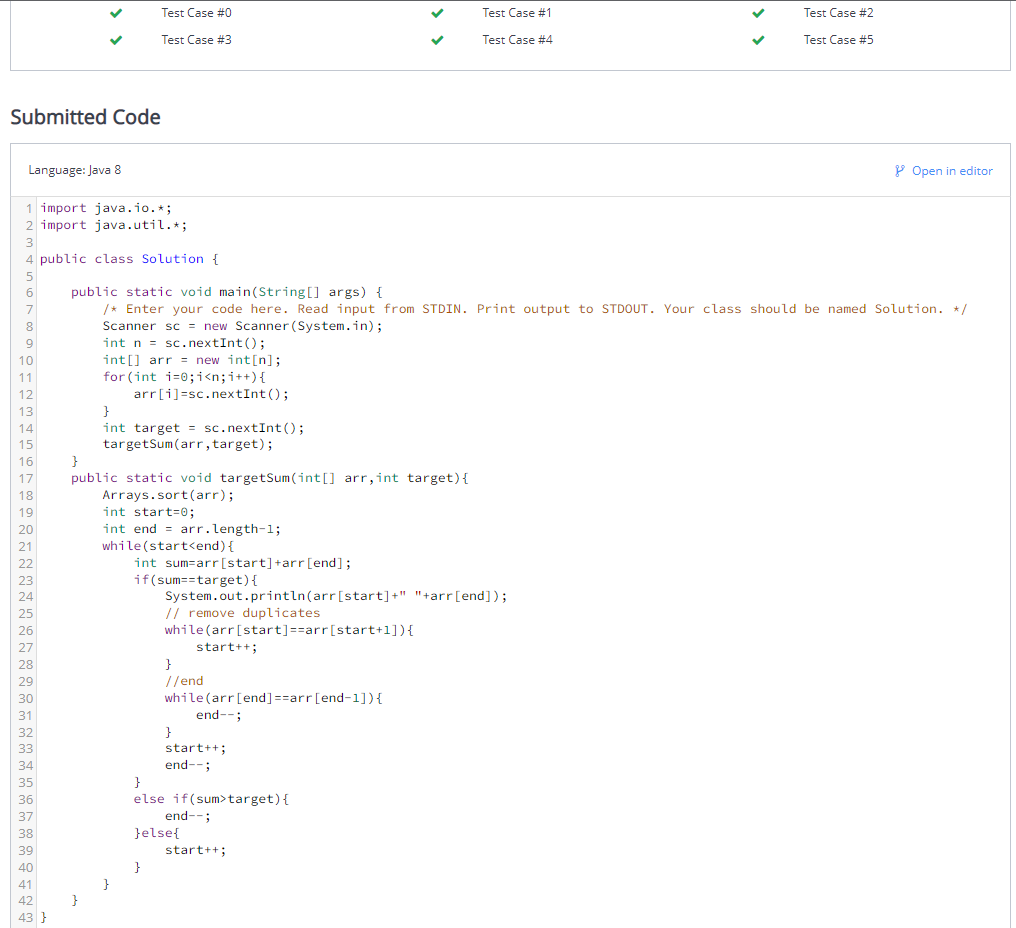 Test Case #0 Test Case #1 Test Case #2
Test Case #3 Test Case #4 Test Case #5
Submitted Code
Language: Java 8 Open in editor
1 import java.io.*;
2 import java.util.*;
3
4 public class Solution {
5
6     public static void main(String[] args) {
7         /* Enter your code here. Read input from STDIN. Print output to STDOUT. Your class should be named Solution. */
8         Scanner sc = new Scanner(System.in);
9         int n = sc.nextInt();
10         int[] arr = new int[n];
11         for(int i=0;i<n;i++){
12             arr[i]=sc.nextInt();
13         }
14         int target = sc.nextInt();
15         targetSum(arr,target);
16     }
17     public static void targetSum(int[] arr,int target){
18         Arrays.sort(arr);
19         int start=0;
20         int end = arr.length-1;
21         while(start<end){
22             int sum=arr[start]+arr[end];
23             if(sum==target){
24                 System.out.println(arr[start]+" "+arr[end]);
25                 // remove duplicates
26                 while(arr[start]==arr[start+1]){
27                     start++;
28                 }
29                 //end
30                 while(arr[end]==arr[end-1]){
31                     end--;
32                 }
33                 start++;
34                 end--;
35             }
36             else if(sum>target){
37                 end--;
38             }else{
39                 start++;
40             }
41         }
42     }
43 }